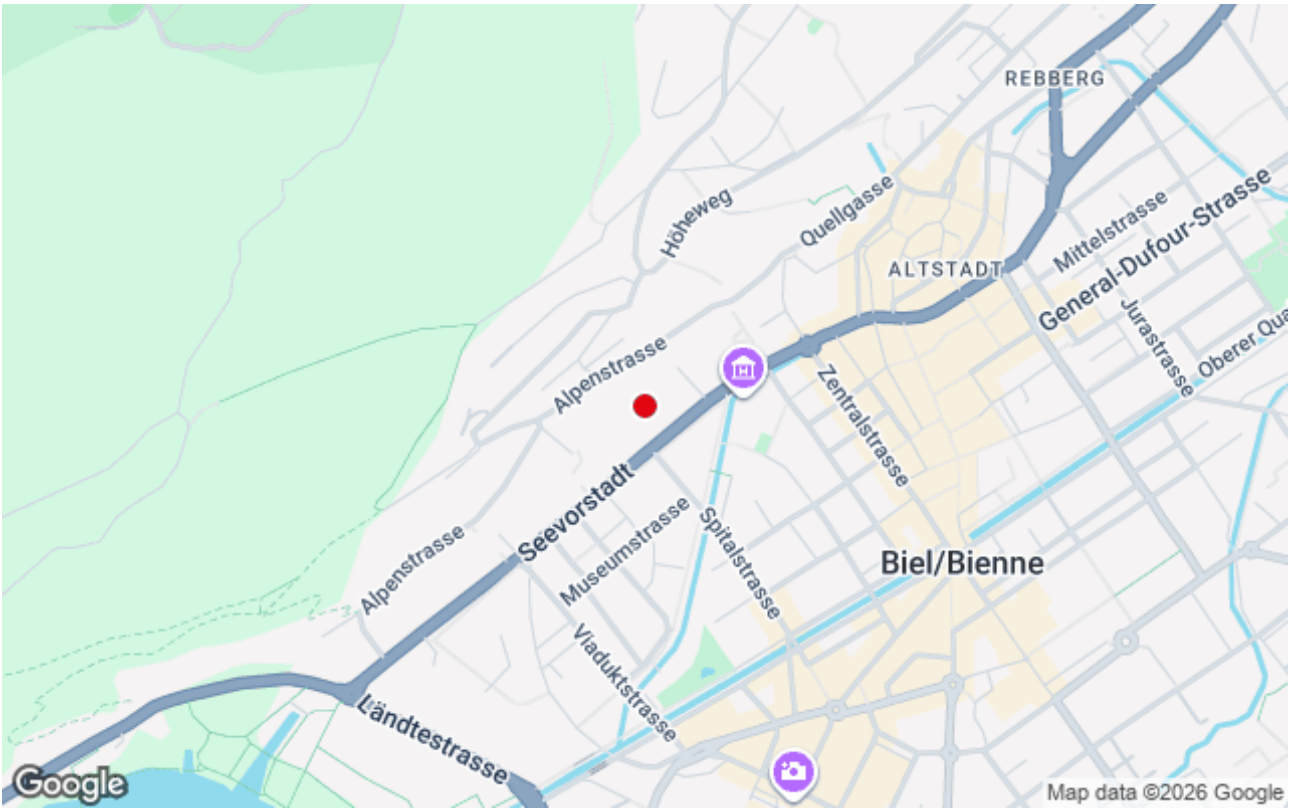 REBBERG
Höheweg
Quellgasse
Mittelstrasse
General-Dufour-Strasse
ALTSTADT
Jurastrasse
Oberer Qua
Alpenstrasse
Zentralstrasse
Seevorstadt
Museumstrasse
Spitalstrasse
Alpenstrasse
Biel/Bienne
Viaduktstrasse
Ländtestrasse
Google
Map data ©2026 Google